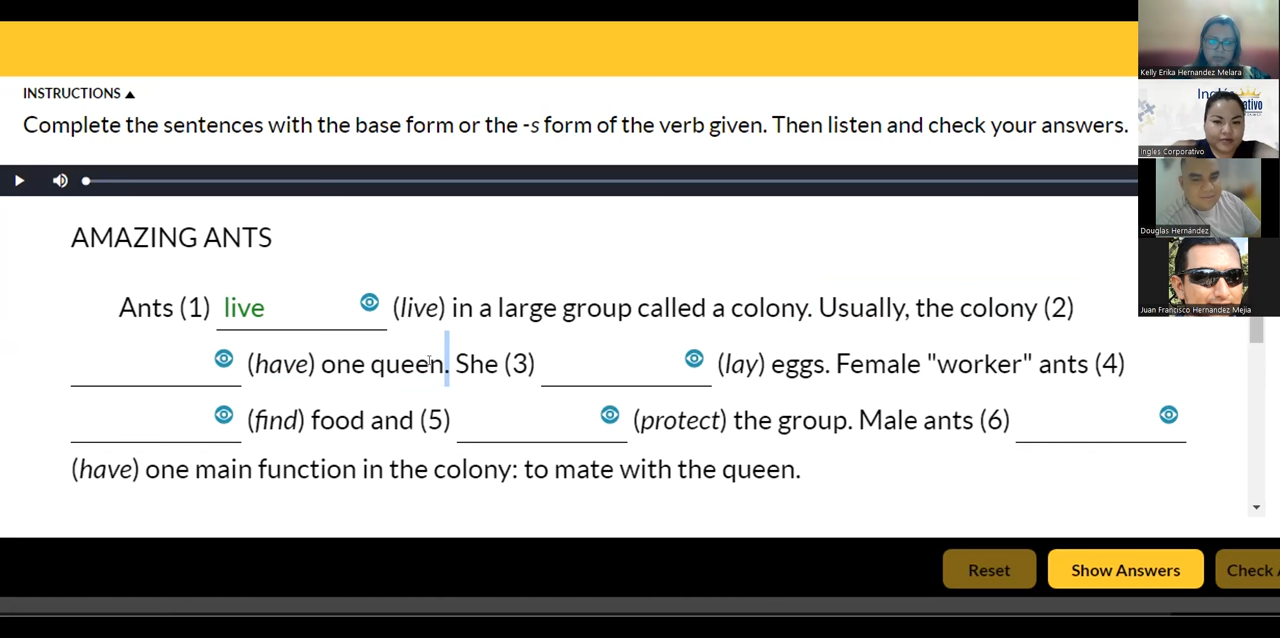 INSTRUCTIONS ▲
Complete the sentences with the base form or the -s form of the verb given. Then listen and check your answers.
AMAZING ANTS
Ants (1) live (live) in a large group called a colony. Usually, the colony (2)
(have) one queen. She (3) (lay) eggs. Female "worker" ants (4)
(find) food and (5) (protect) the group. Male ants (6)
(have) one main function in the colony: to mate with the queen.
Reset Show Answers Check
Kelly Erika Hernandez Melara
Ingles Corporativo
Douglas Hernández
Juan Francisco Hernandez Mejia